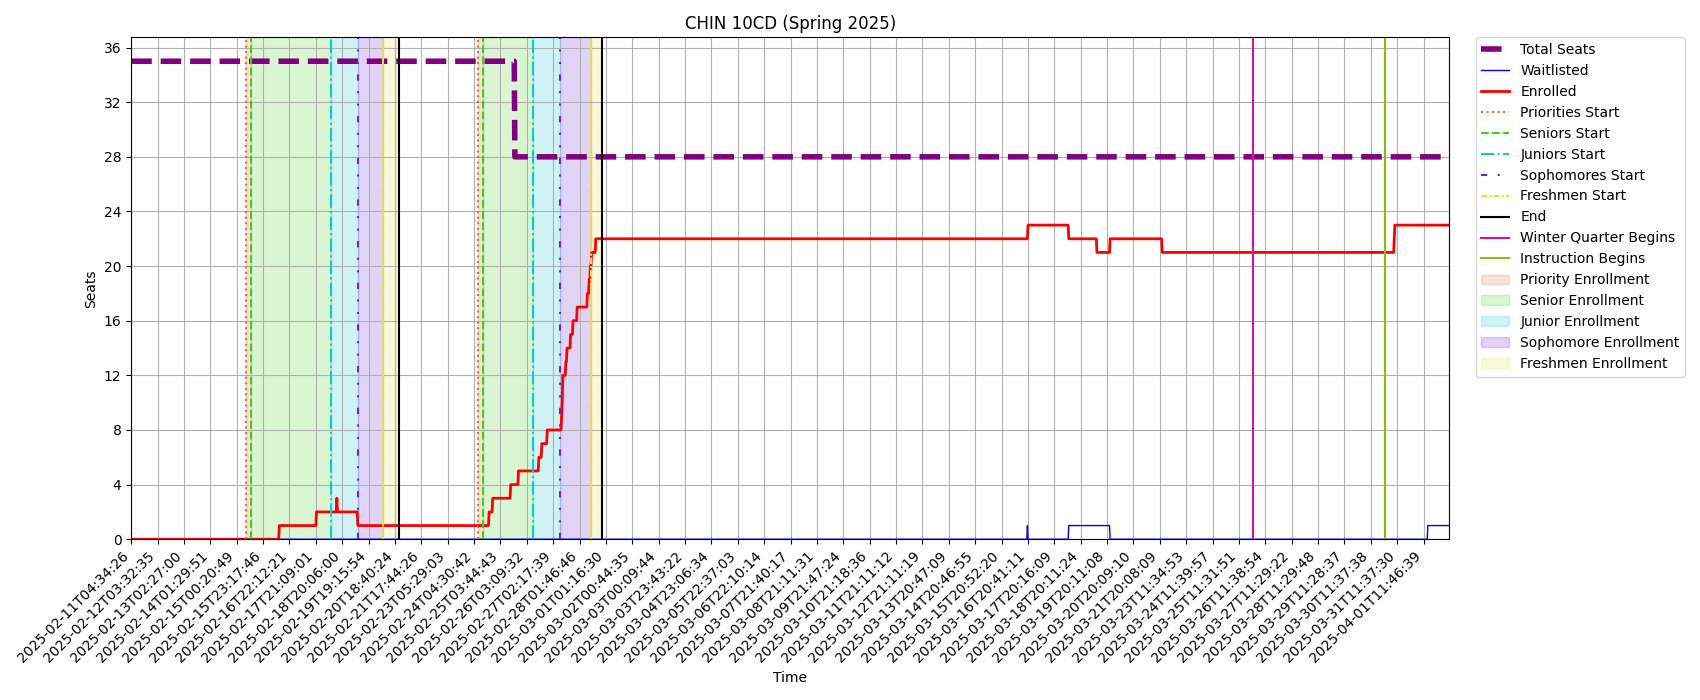 CHIN 10CD (Spring 2025)
Seats
36
32
28
24
20
16
12
8
4
0
2025-02-11T04:34:26
2025-02-12T03:32:35
2025-02-13T02:27:00
2025-02-14T01:29:51
2025-02-15T00:20:49
2025-02-15T23:17:46
2025-02-16T22:12:21
2025-02-17T21:09:01
2025-02-18T20:06:00
2025-02-19T19:15:54
2025-02-20T18:40:24
2025-02-21T17:44:26
2025-02-23T05:29:03
2025-02-24T04:30:42
2025-02-25T03:44:43
2025-02-26T03:09:32
2025-02-27T02:17:39
2025-02-28T01:46:46
2025-03-01T01:16:30
2025-03-02T00:44:35
2025-03-03T00:09:44
2025-03-03T23:43:22
2025-03-04T23:06:34
2025-03-05T22:37:03
2025-03-06T22:10:14
2025-03-07T21:40:17
2025-03-08T21:11:31
2025-03-09T21:47:24
2025-03-10T21:18:36
2025-03-11T21:11:12
2025-03-12T21:11:19
2025-03-13T20:47:09
2025-03-14T20:46:55
2025-03-15T20:52:20
2025-03-16T20:41:11
2025-03-17T20:16:09
2025-03-18T20:11:24
2025-03-19T20:11:08
2025-03-20T20:09:10
2025-03-21T20:08:09
2025-03-23T11:34:53
2025-03-24T11:39:57
2025-03-25T11:31:51
2025-03-26T11:38:54
2025-03-27T11:29:22
2025-03-28T11:29:48
2025-03-29T11:28:37
2025-03-30T11:37:38
2025-03-31T11:37:30
2025-04-01T11:46:39
Time
Total Seats
Waitlisted
Enrolled
Priorities Start
Seniors Start
Juniors Start
Sophomores Start
Freshmen Start
End
Winter Quarter Begins
Instruction Begins
Priority Enrollment
Senior Enrollment
Junior Enrollment
Sophomore Enrollment
Freshmen Enrollment